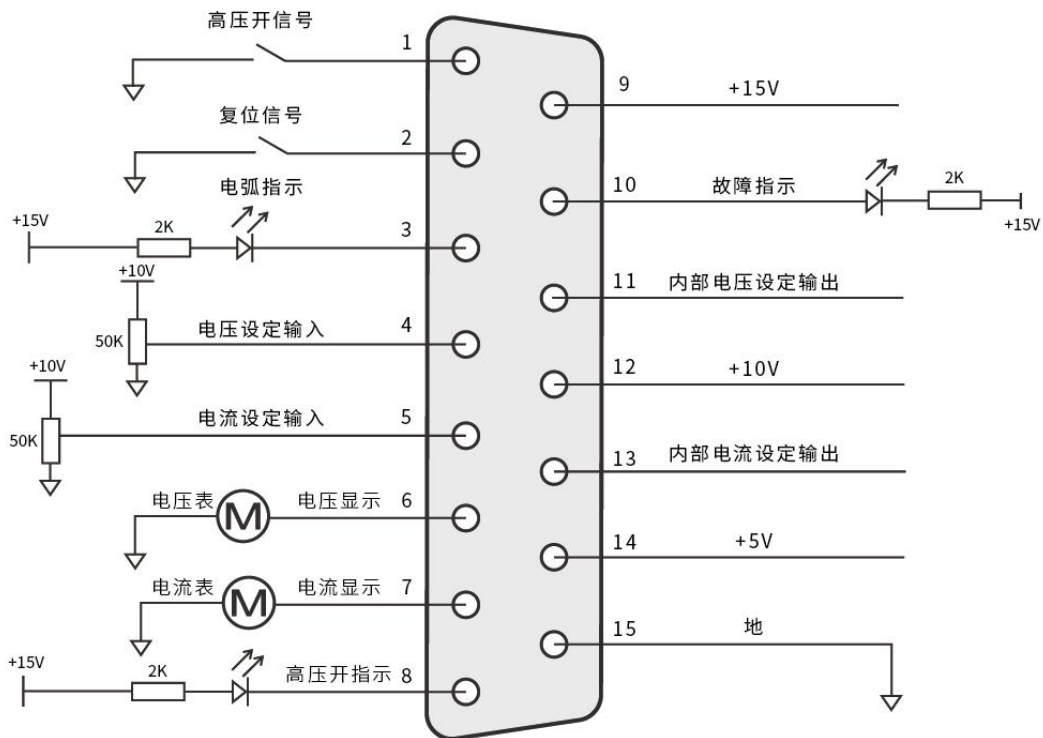 高压开信号
1
复位信号
2
电弧指示
+15V
2K
3
+10V
50K
电压设定输入
4
+10V
50K
电流设定输入
5
电压表
M
电压显示
6
电流表
M
电流显示
7
+15V
2K
高压开指示
8
9
+15V
10
故障指示
2K
+15V
11
内部电压设定输出
12
+10V
13
内部电流设定输出
14
+5V
15
地